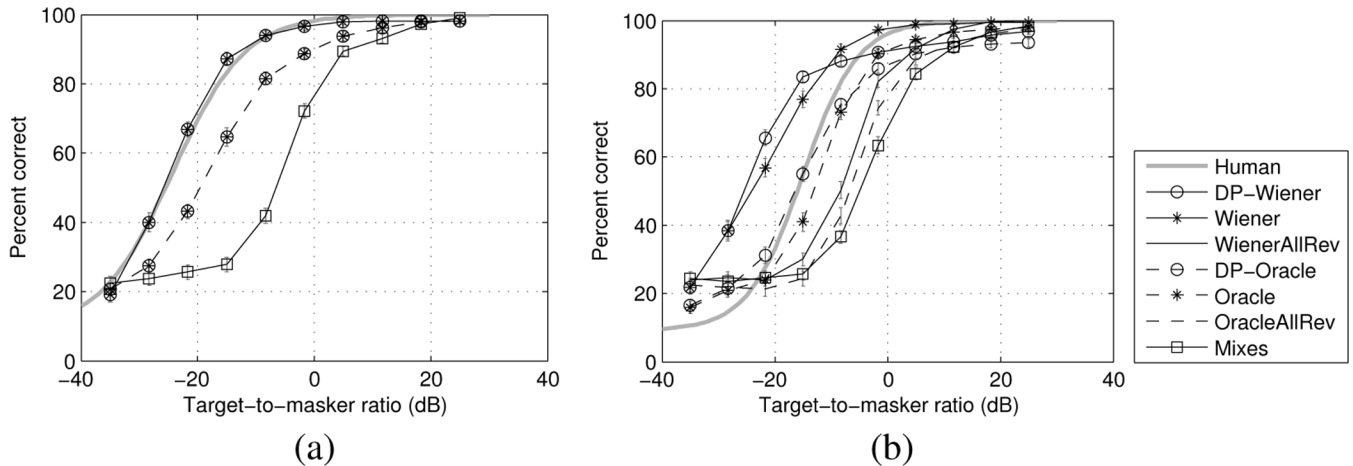 100
80
60
40
20
0
Percent correct
−40
−20
0
20
40
Target−to−masker ratio (dB)
(a)
100
80
60
40
20
0
Percent correct
−40
−20
0
20
40
Target−to−masker ratio (dB)
(b)
Human
DP−Wiener
Wiener
WienerAllRev
DP−Oracle
Oracle
OracleAllRev
Mixes